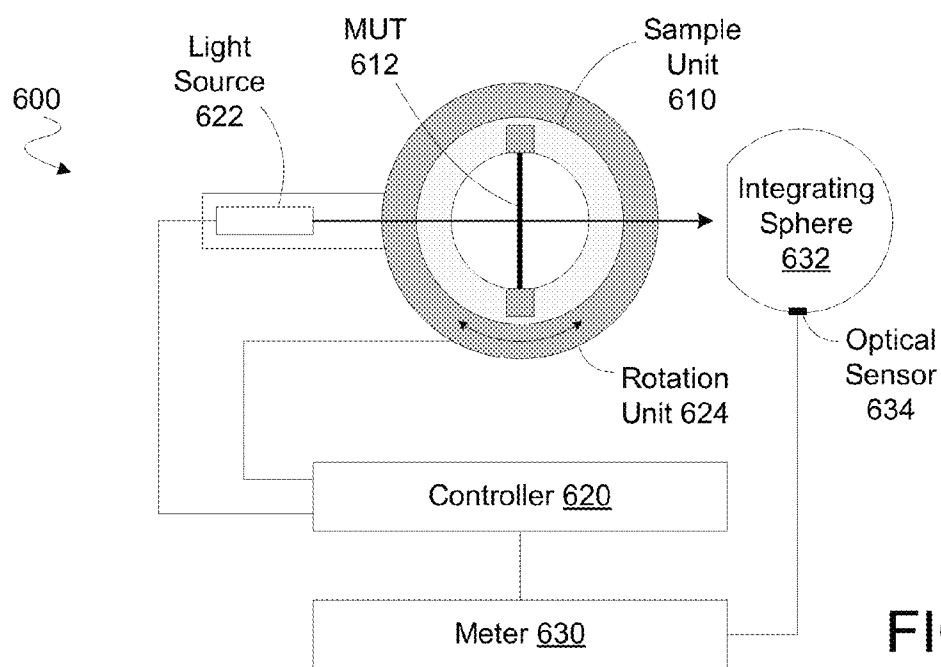 600
Light
Source
622
MUT
612
Sample
Unit
610
Integrating
Sphere
632
Optical
Sensor
634
Rotation
Unit 624
Controller 620
Meter 630